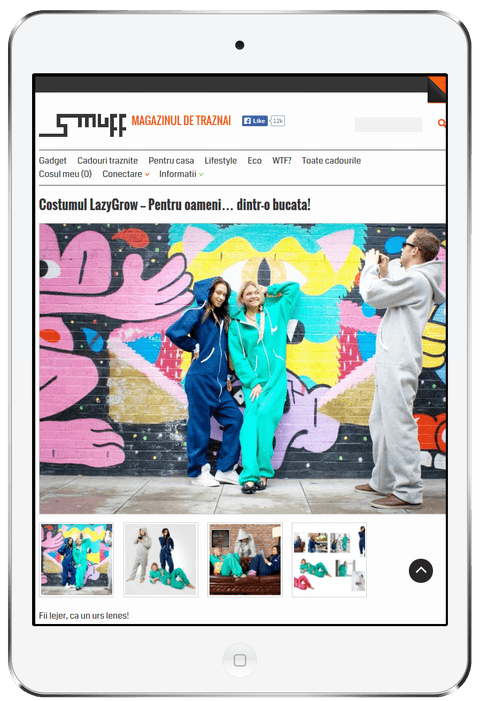 SMUFF MAGAZINUL DE TRAZNAI Like 12k
Gadget Cadouri traznite Pentru casa Lifestyle Eco WTF? Toate cadourile
Cosul meu (0) Conectare Informatii
Costumul LazyGrow – Pentru oameni... dintr-o bucata!
Fii lejer, ca un urs lenes!